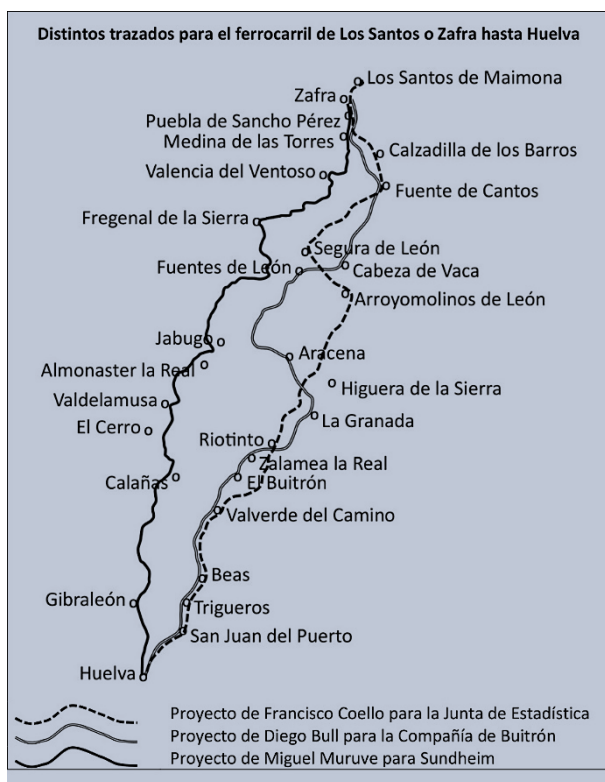 Distintos trazados para el ferrocarril de Los Santos o Zafra hasta Huelva
Los Santos de Maimona
Zafra
Puebla de Sancho Pérez
Medina de las Torres
Calzadilla de los Barros
Valencia del Ventoso
Fuente de Cantos
Fregenal de la Sierra
Segura de León
Fuentes de León
Cabeza de Vaca
Arroyomolinos de León
Jabugo
Aracena
Almonaster la Real
Higuera de la Sierra
Valdelamusa
La Granada
El Cerro
Riotinto
Zalamea la Real
Calañas
El Buitrón
Valverde del Camino
Beas
Gibraleón
Trigueros
San Juan del Puerto
Huelva
Proyecto de Francisco Coello para la Junta de Estadística
Proyecto de Diego Bull para la Compañía de Buitrón
Proyecto de Miguel Muruve para Sundheim